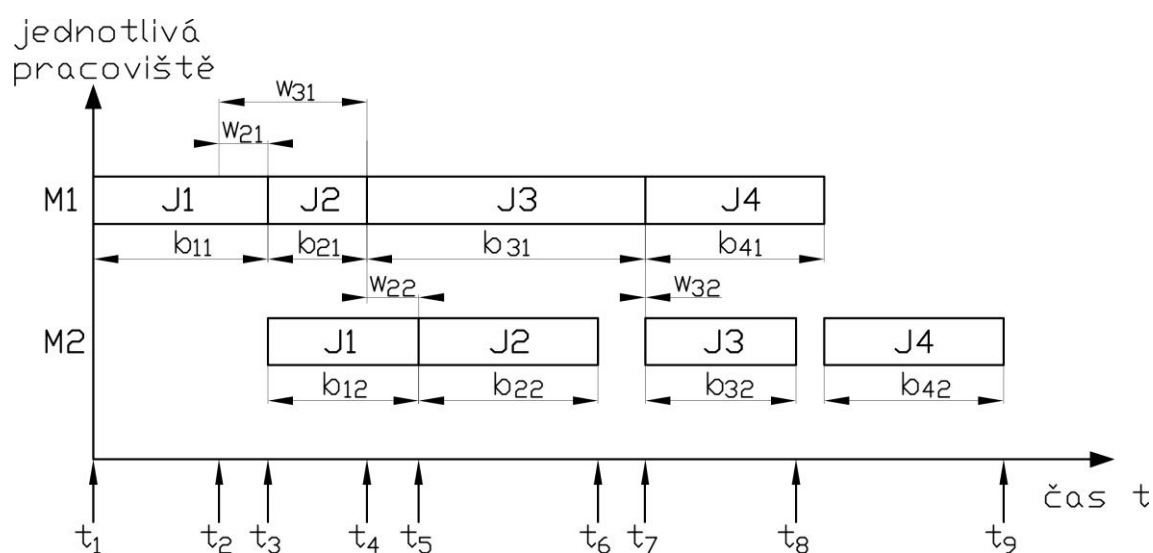 jednotlivá
pracoviště
w31
w21
M1 J1 J2 J3 J4
b11 b21 b31 b41
w22 w32
M2 J1 J2 J3 J4
b12 b22 b32 b42
čas t
t1 t2 t3 t4 t5 t6 t7 t8 t9